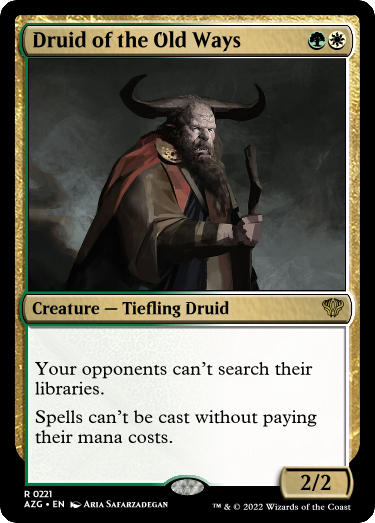 Druid of the Old Ways
Creature — Tiefling Druid
Your opponents can't search their
libraries.
Spells can't be cast without paying
their mana costs.
2/2
R 0221
AZG • EN Aria Safarzadegan
™ & © 2022 Wizards of the Coast